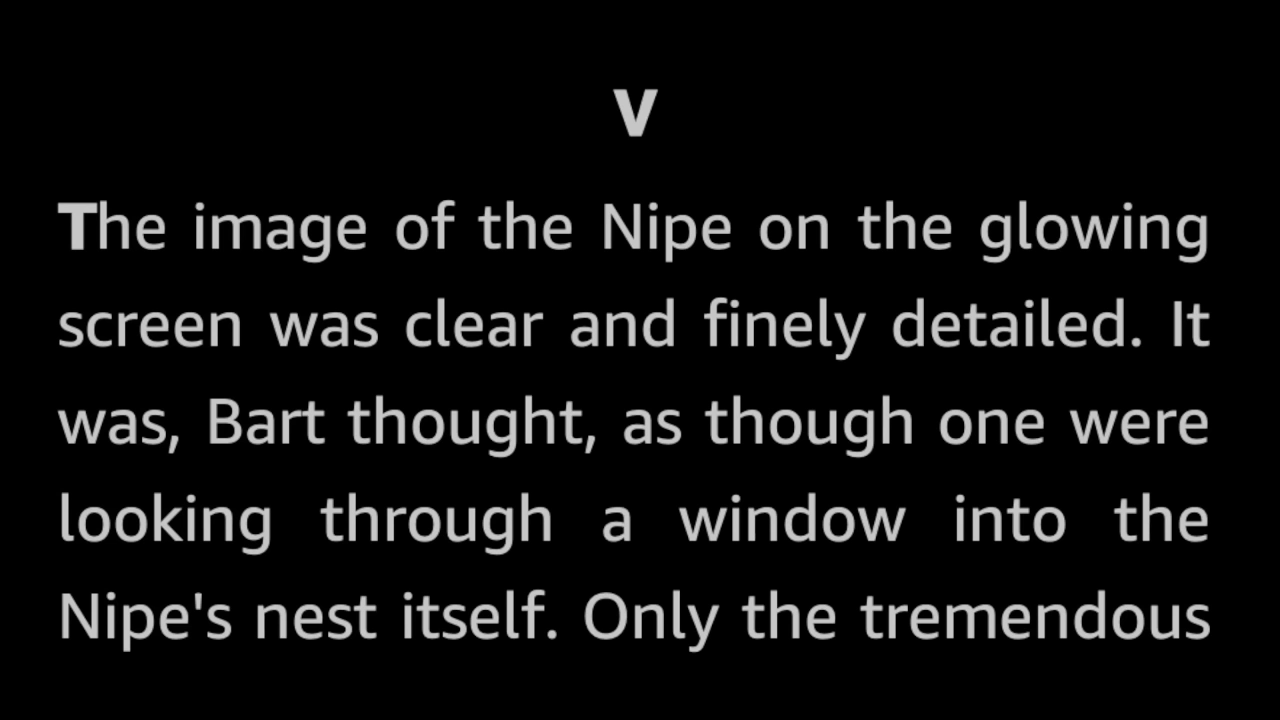 V
The image of the Nipe on the glowing
screen was clear and finely detailed. It
was, Bart thought, as though one were
looking through a window into the
Nipe's nest itself. Only the tremendous